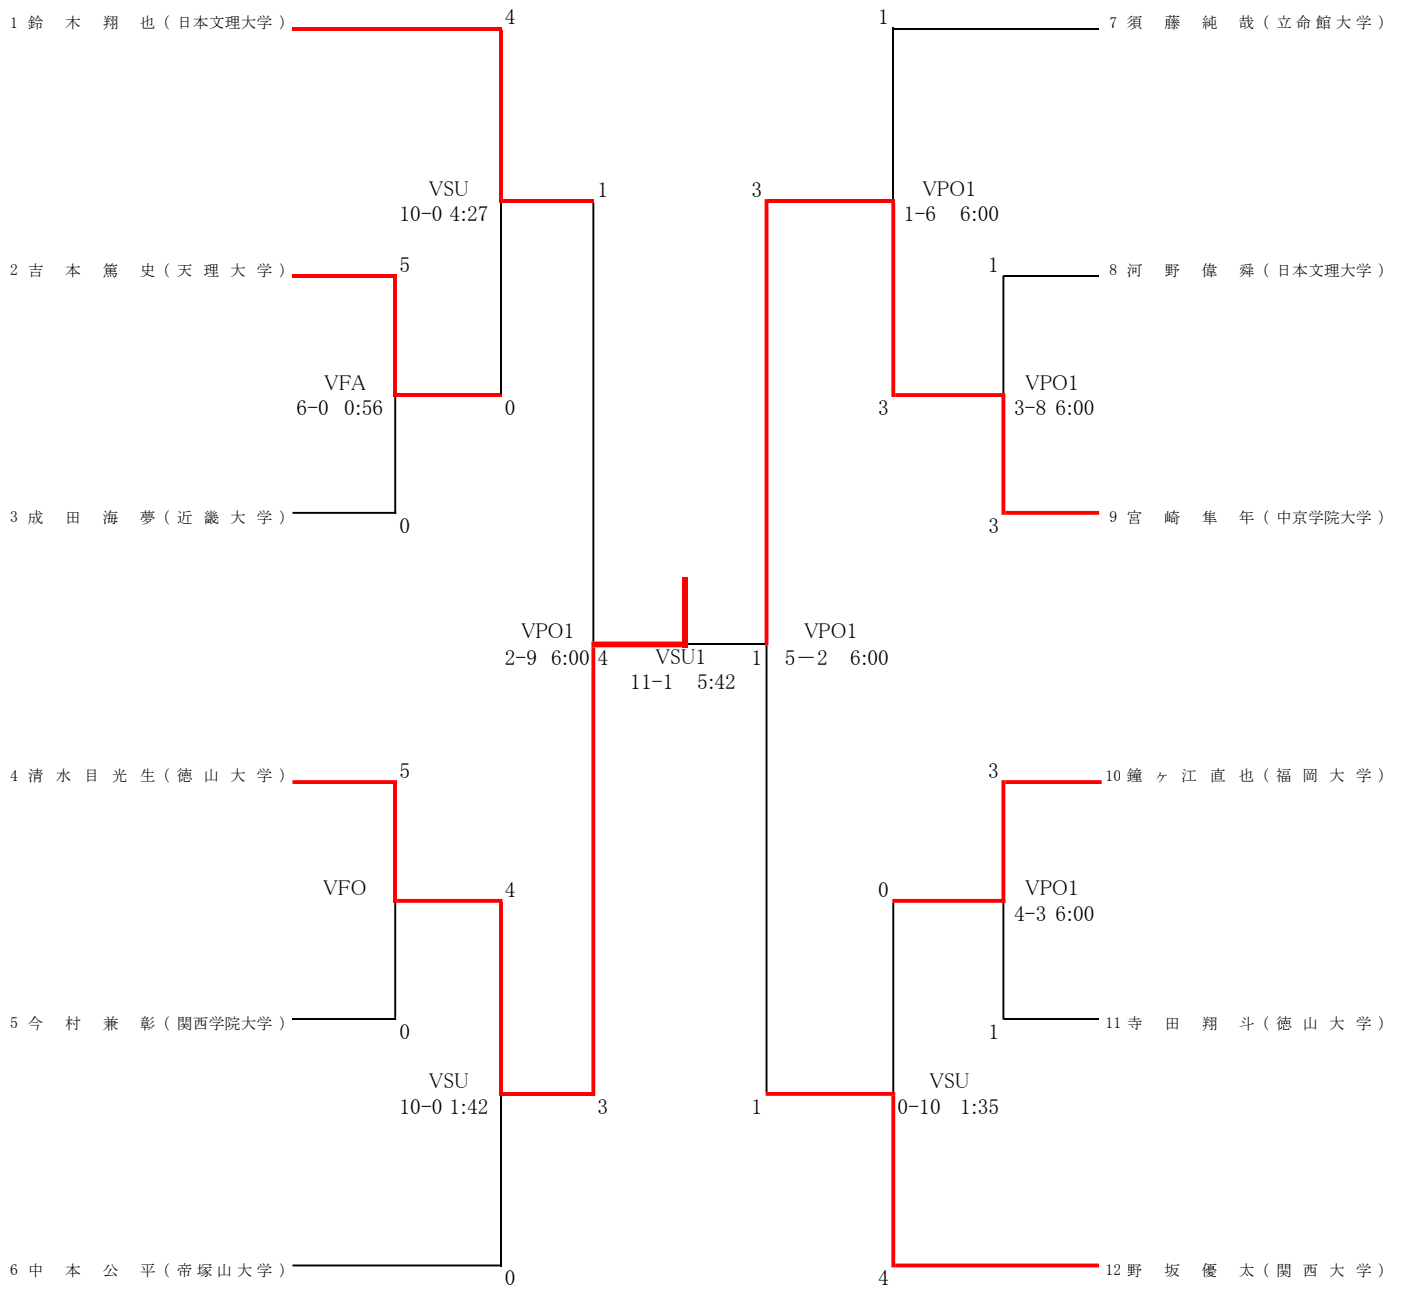 1 鈴木翔也(日本文理大学)
4
1
7 須藤純哉(立命館大学)
VSU
1
3
VPO1
10-0 4:27
1-6 6:00
2 吉本篤史(天理大学)
5
1
8 河野偉舜(日本文理大学)
VFA
VPO1
6-0 0:56
0
3
3-8 6:00
3 成田海夢(近畿大学)
0
3
9 宮崎隼年(中京学院大学)
VPO1
VPO1
2-9 6:00
4
VSU1
1
5－2 6:00
11-1 5:42
4 清水目光生(徳山大学)
5
3
10 鐘ヶ江直也(福岡大学)
VFO
4
0
VPO1
4-3 6:00
5 今村兼彰(関西学院大学)
0
1
11 寺田翔斗(徳山大学)
VSU
VSU
10-0 1:42
3
1
0-10 1:35
6 中本公平(帝塚山大学)
0
4
12 野坂優太(関西大学)